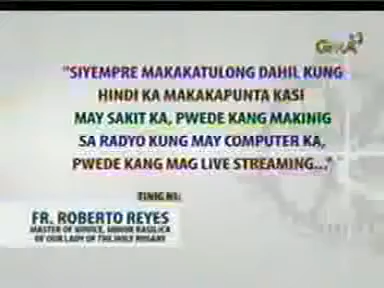 GMA
"SIYEMPRE MAKAKATULONG DAHIL KUNG
HINDI KA MAKAKAPUNTA KASI
MAY SAKIT KA, PWEDE KANG MAKINIG
SA RADYO KUNG MAY COMPUTER KA,
PWEDE KANG MAG LIVE STREAMING..."
TINIG NI:
FR. ROBERTO REYES
MASTER OF NOVICE, MINOR BASILICA
OF OUR LADY OF THE HOLY ROSARY